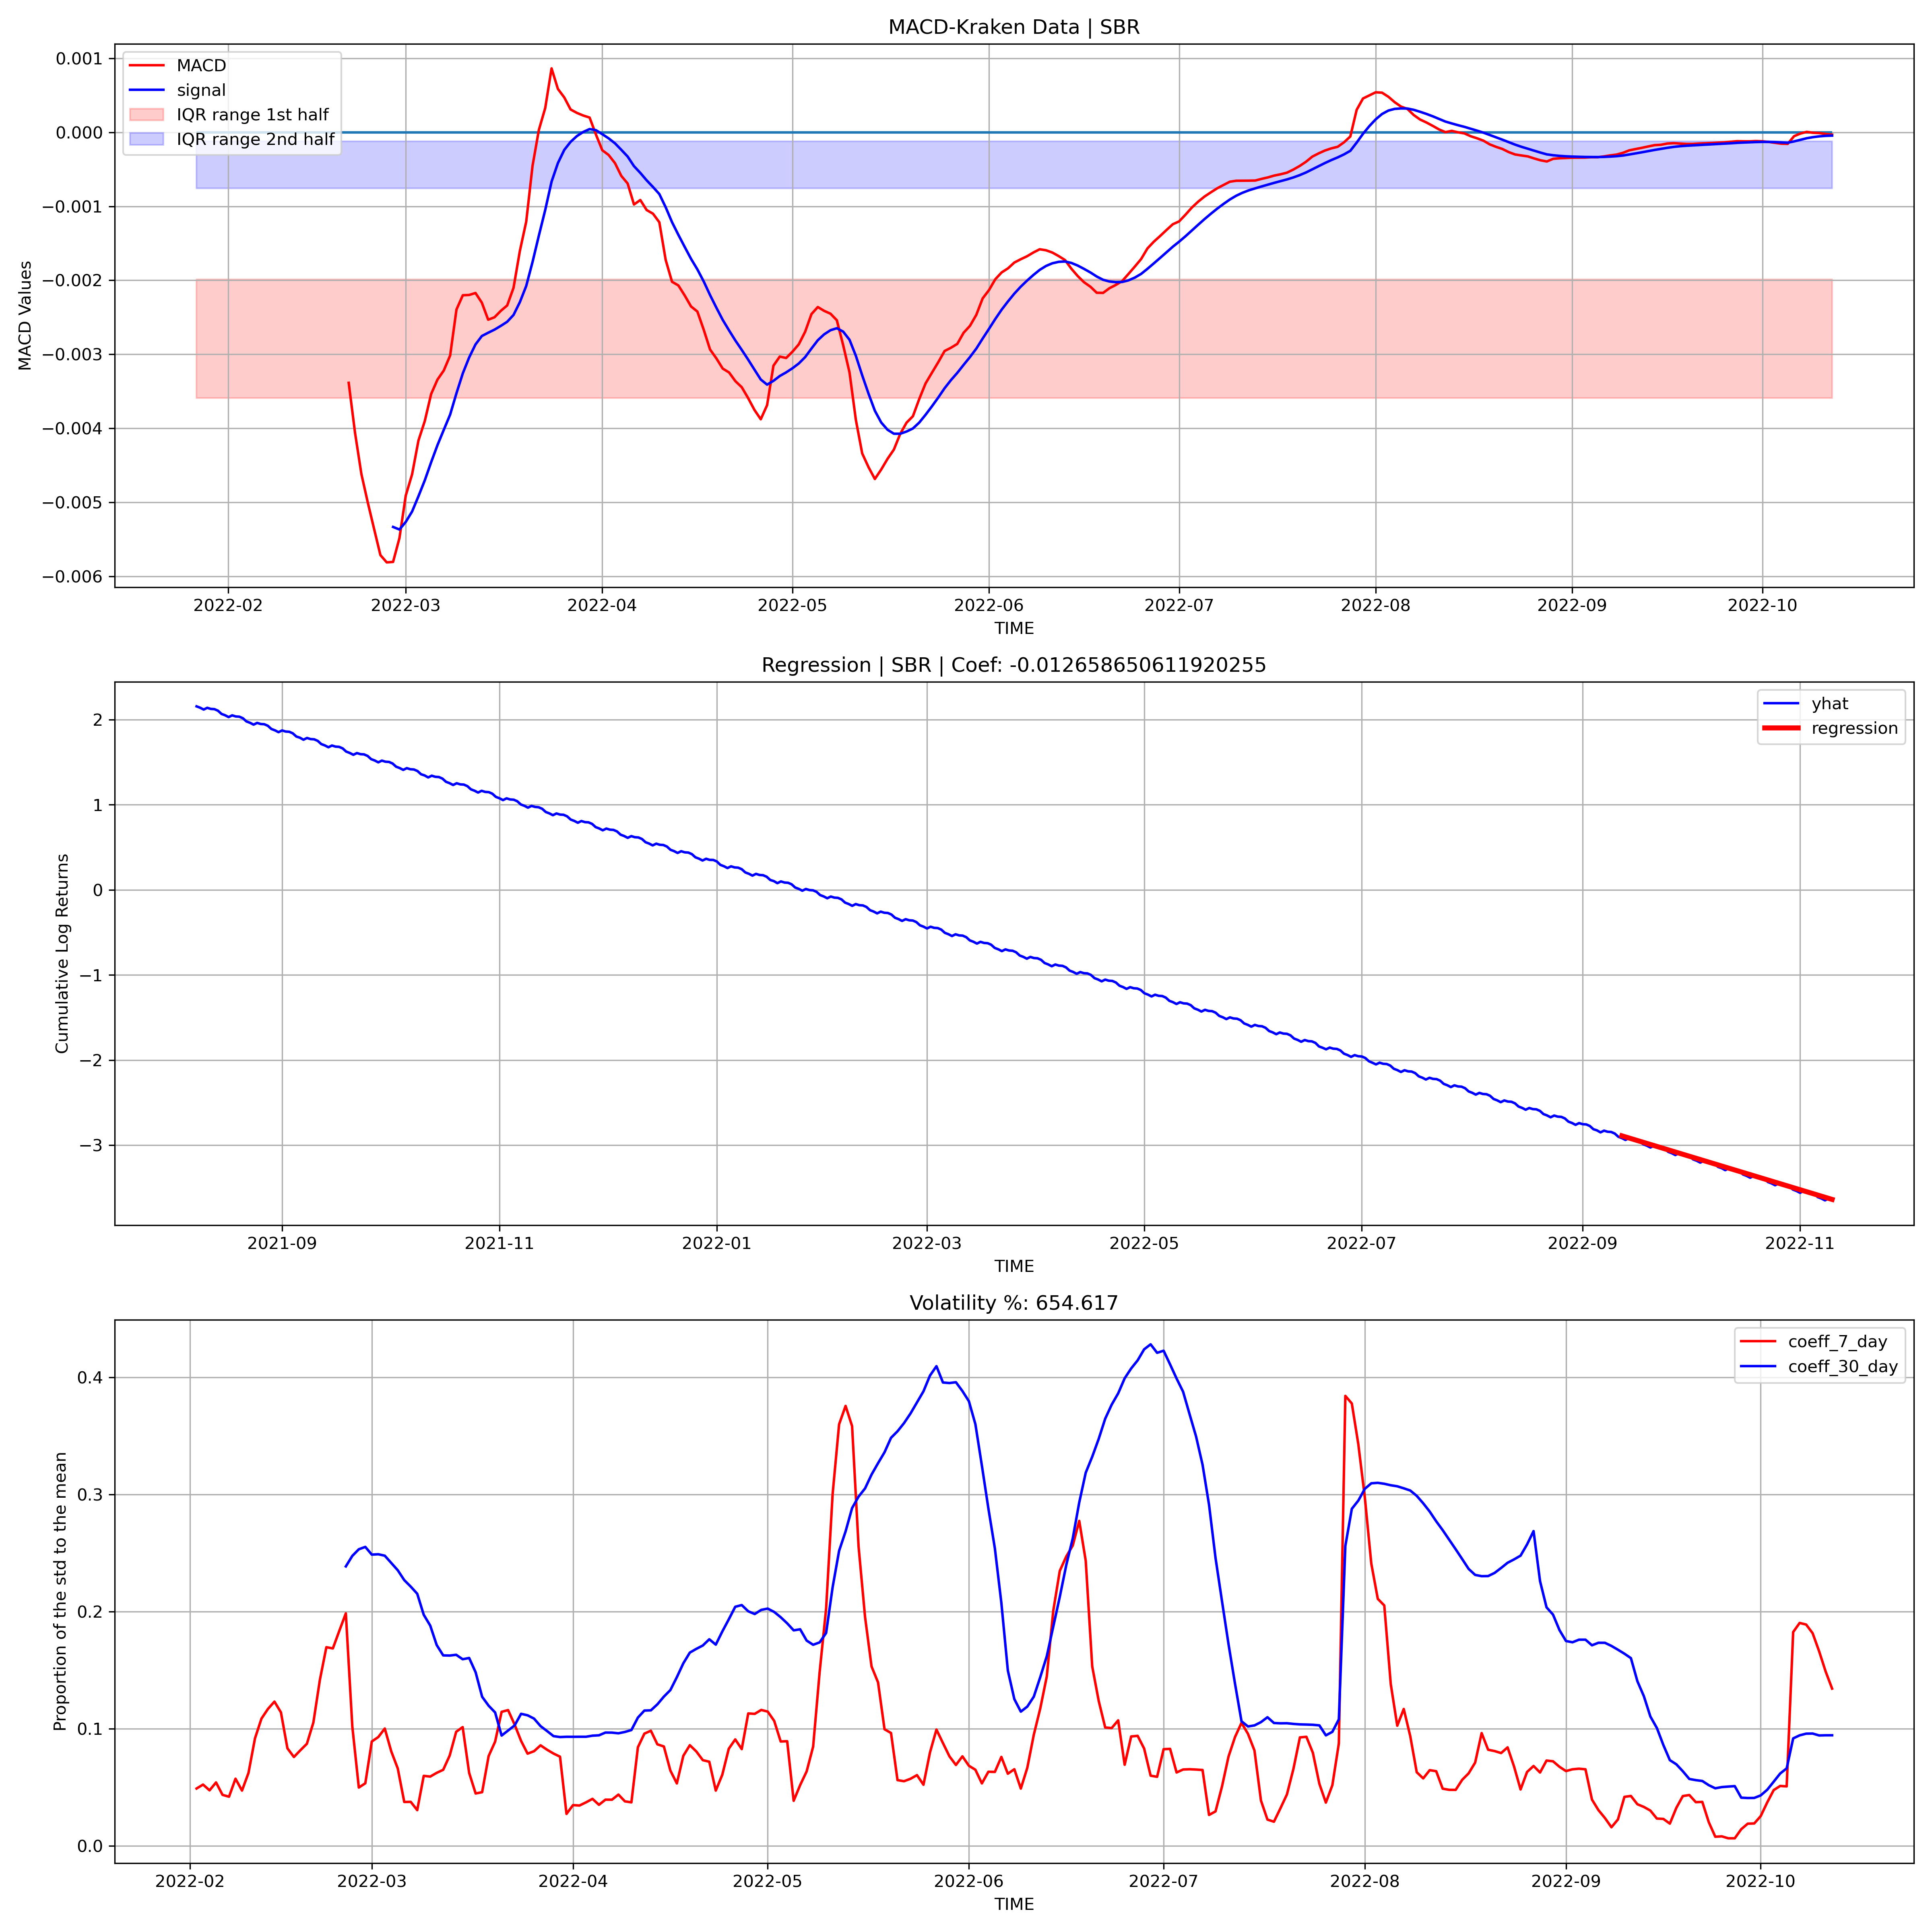 MACD-Kraken Data | SBR
MACD
signal
IQR range 1st half
IQR range 2nd half
0.001
0.000
−0.001
−0.002
−0.003
−0.004
−0.005
−0.006
MACD Values
2022-02 2022-03 2022-04 2022-05 2022-06 2022-07 2022-08 2022-09 2022-10
TIME
Regression | SBR | Coef: -0.012658650611920255
yhat
regression
2
1
0
−1
−2
−3
Cumulative Log Returns
2021-09 2021-11 2022-01 2022-03 2022-05 2022-07 2022-09 2022-11
TIME
Volatility %: 654.617
coeff_7_day
coeff_30_day
0.4
0.3
0.2
0.1
0.0
Proportion of the std to the mean
2022-02 2022-03 2022-04 2022-05 2022-06 2022-07 2022-08 2022-09 2022-10
TIME